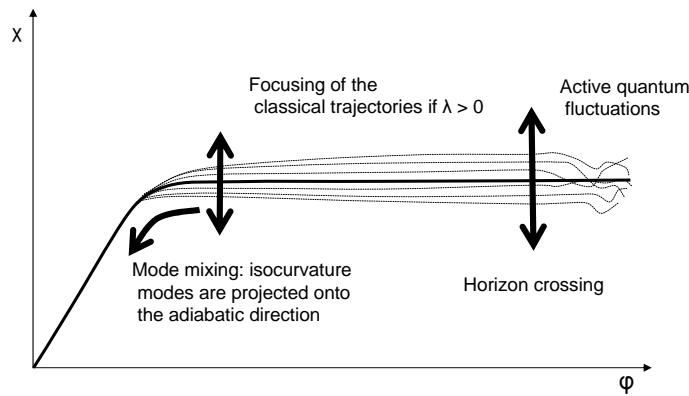 χ
Focusing of the
classical trajectories if λ > 0
Active quantum
fluctuations
Mode mixing: isocurvature
modes are projected onto
the adiabatic direction
Horizon crossing
φ